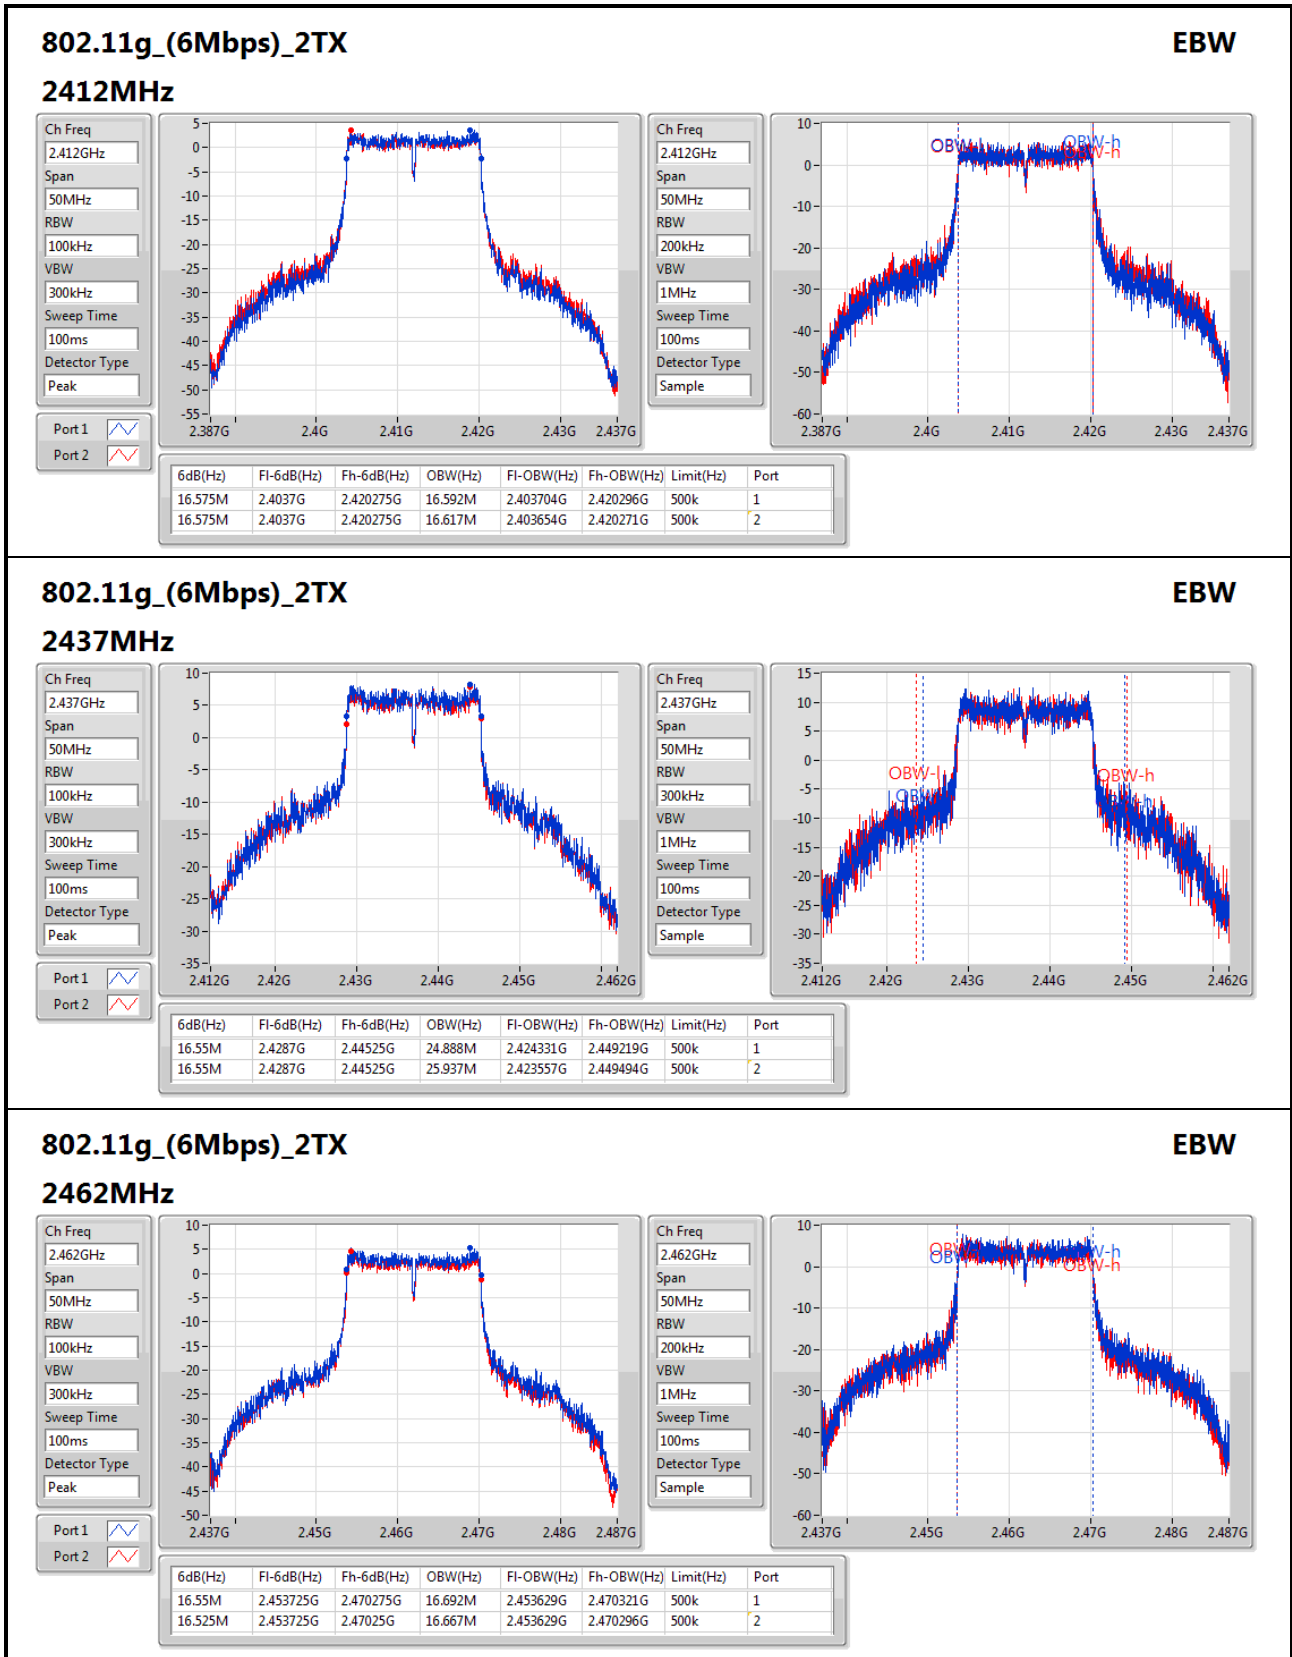 802.11g_(6Mbps)_2TX EBW
2412MHz
Ch Freq
2.412GHz
Span
50MHz
RBW
100kHz
VBW
300kHz
Sweep Time
100ms
Detector Type
Peak
Port 1
Port 2
5
0
-5
-10
-15
-20
-25
-30
-35
-40
-45
-50
-55
2.387G 2.4G 2.41G 2.42G 2.43G 2.437G
Ch Freq
2.412GHz
Span
50MHz
RBW
200kHz
VBW
1MHz
Sweep Time
100ms
Detector Type
Sample
10
0
-10
-20
-30
-40
-50
-60
OBW-h
OBW-h
2.387G 2.4G 2.41G 2.42G 2.43G 2.437G
6dB(Hz) Fl-6dB(Hz) Fh-6dB(Hz) OBW(Hz) Fl-OBW(Hz) Fh-OBW(Hz) Limit(Hz) Port
16.575M 2.4037G 2.420275G 16.592M 2.403704G 2.420296G 500k 1
16.575M 2.4037G 2.420275G 16.617M 2.403654G 2.420271G 500k 2
802.11g_(6Mbps)_2TX EBW
2437MHz
Ch Freq
2.437GHz
Span
50MHz
RBW
100kHz
VBW
300kHz
Sweep Time
100ms
Detector Type
Peak
Port 1
Port 2
10
5
0
-5
-10
-15
-20
-25
-30
-35
2.412G 2.42G 2.43G 2.44G 2.45G 2.462G
Ch Freq
2.437GHz
Span
50MHz
RBW
300kHz
VBW
1MHz
Sweep Time
100ms
Detector Type
Sample
15
10
5
0
-5
-10
-15
-20
-25
-30
-35
OBW-l
OBW-h
2.412G 2.42G 2.43G 2.44G 2.45G 2.462G
6dB(Hz) Fl-6dB(Hz) Fh-6dB(Hz) OBW(Hz) Fl-OBW(Hz) Fh-OBW(Hz) Limit(Hz) Port
16.55M 2.4287G 2.44525G 24.888M 2.424331G 2.449219G 500k 1
16.55M 2.4287G 2.44525G 25.937M 2.423557G 2.449494G 500k 2
802.11g_(6Mbps)_2TX EBW
2462MHz
Ch Freq
2.462GHz
Span
50MHz
RBW
100kHz
VBW
300kHz
Sweep Time
100ms
Detector Type
Peak
Port 1
Port 2
10
5
0
-5
-10
-15
-20
-25
-30
-35
-40
-45
-50
2.437G 2.45G 2.46G 2.47G 2.48G 2.487G
Ch Freq
2.462GHz
Span
50MHz
RBW
200kHz
VBW
1MHz
Sweep Time
100ms
Detector Type
Sample
10
0
-10
-20
-30
-40
-50
-60
OBW-h
OBW-h
2.437G 2.45G 2.46G 2.47G 2.48G 2.487G
6dB(Hz) Fl-6dB(Hz) Fh-6dB(Hz) OBW(Hz) Fl-OBW(Hz) Fh-OBW(Hz) Limit(Hz) Port
16.55M 2.453725G 2.470275G 16.692M 2.453629G 2.470321G 500k 1
16.525M 2.453725G 2.47025G 16.667M 2.453629G 2.470296G 500k 2